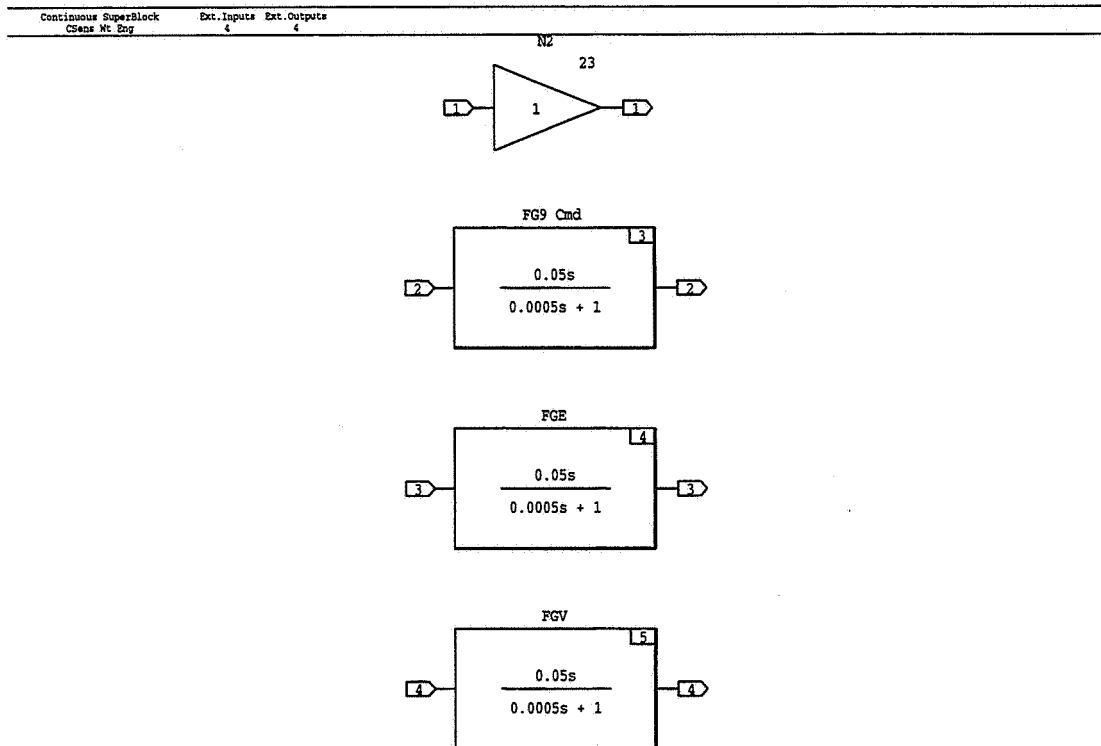 Continuous SuperBlock Ext.Inputs Ext.Outputs
CSens Wt Eng 4 4
N2
23
1 1 1
FG9 Cmd
3
0.05s
2 2
0.0005s + 1
FGE
4
0.05s
3 3
0.0005s + 1
FGV
5
0.05s
4 4
0.0005s + 1